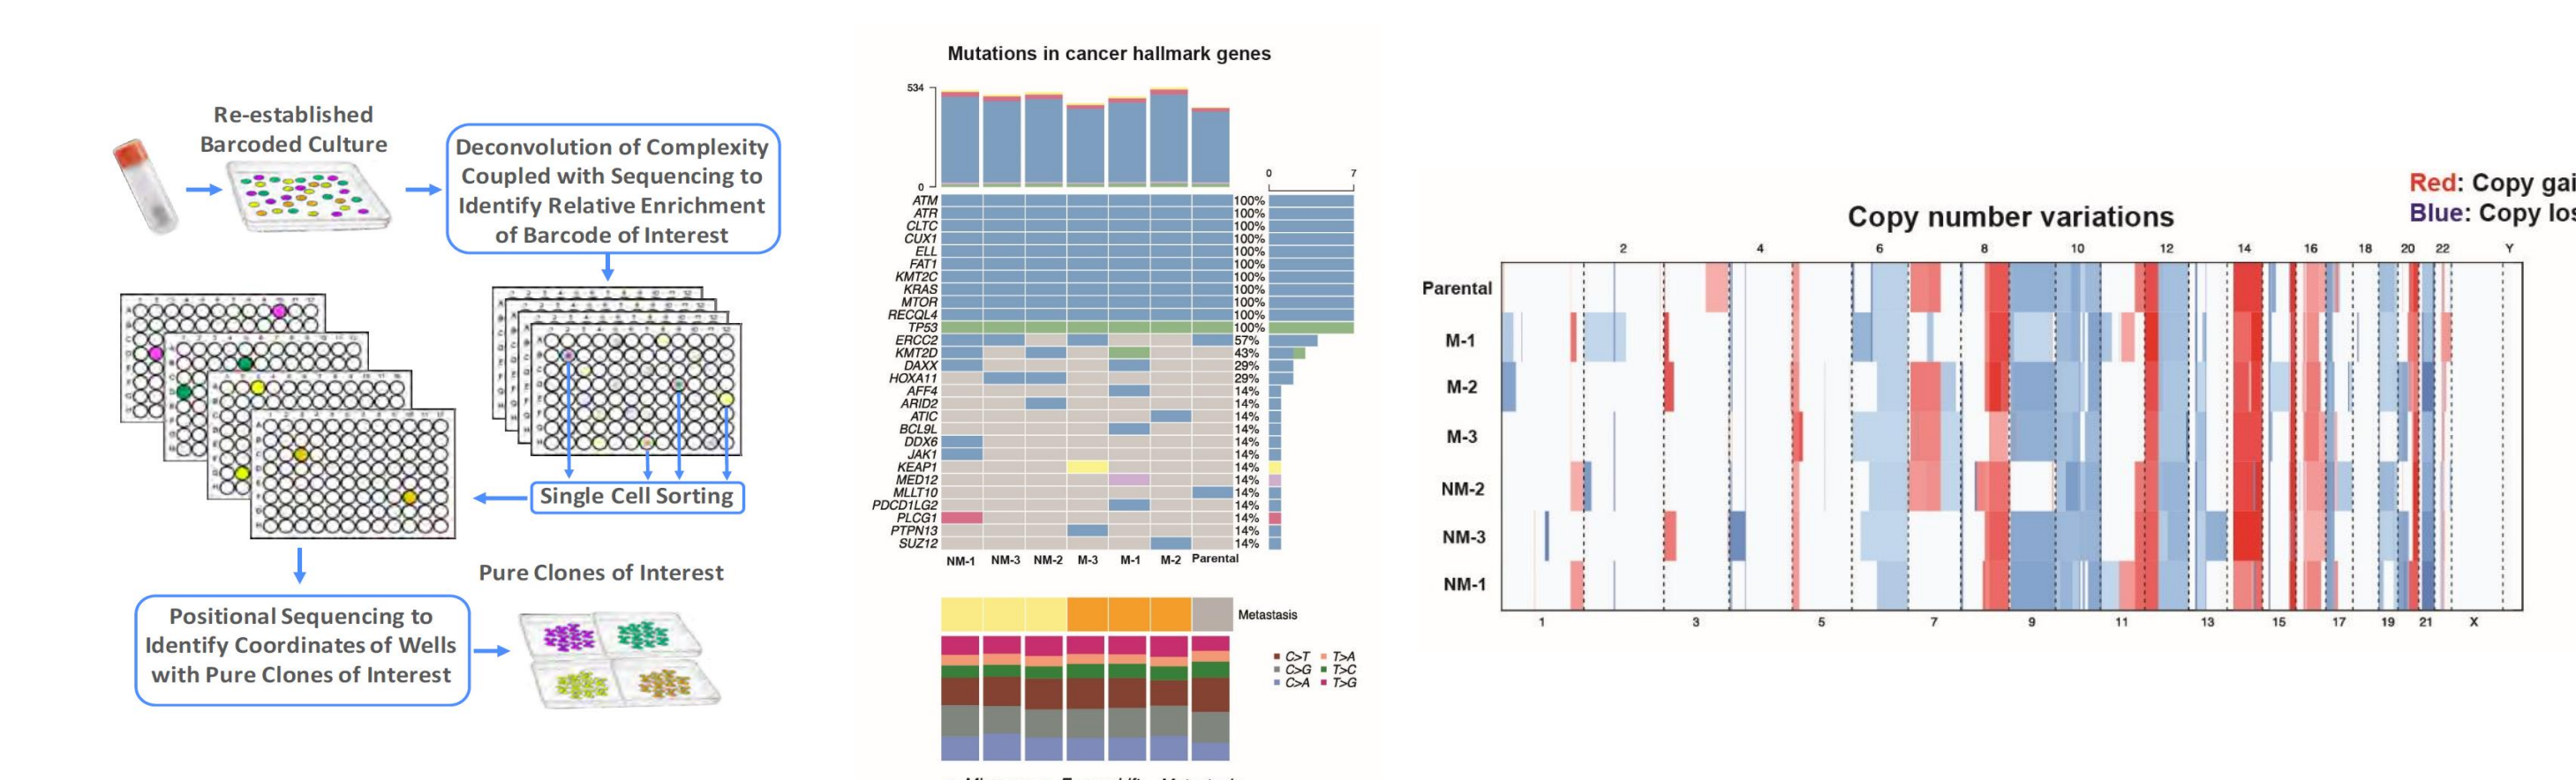 Re-established
Barcoded Culture
Deconvolution of Complexity
Coupled with Sequencing to
Identify Relative Enrichment
of Barcode of Interest
Single Cell Sorting
Positional Sequencing to
Identify Coordinates of Wells
with Pure Clones of Interest
Pure Clones of Interest
Mutations in cancer hallmark genes
534
0
0 7
ATM 100%
ATR 100%
CLTC 100%
CUX1 100%
ELL 100%
FAT1 100%
KMT2C 100%
KRAS 100%
MTOR 100%
RECQL4 100%
TP53 100%
ERCC2 57%
KMT2D 43%
DAXX 29%
HOXA11 29%
AFF4 14%
ARID2 14%
ATIC 14%
BCL9L 14%
DDX6 14%
JAK1 14%
KEAP1 14%
MED12 14%
MLLT10 14%
PDCD1LG2 14%
PLCG1 14%
PTPN13 14%
SUZ12 14%
NM-1 NM-3 NM-2 M-3 M-1 M-2 Parental
Metastasis
C>T T>A
C>G T>C
C>A T>G
Red: Copy gai
Blue: Copy los
Copy number variations
2 4 6 8 10 12 14 16 18 20 22 Y
Parental
M-1
M-2
M-3
NM-2
NM-3
NM-1
1 3 5 7 9 11 13 15 17 19 21 X